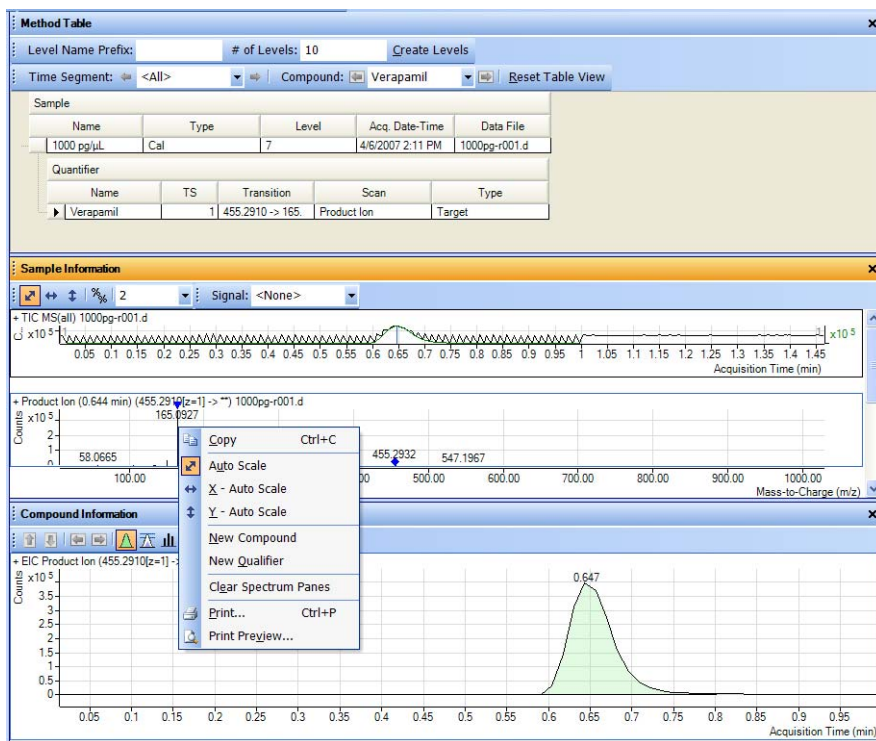 Method Table
Level Name Prefix: # of Levels: 10 Create Levels
Time Segment: <All> Compound: Verapamil Reset Table View
Sample
Name Type Level Acq. Date-Time Data File
1000 pg/µL Cal 7 4/6/2007 2:11 PM 1000pg-r001.d
Quantifier
Name TS Transition Scan Type
Verapamil 1 455.2910 -> 165. Product Ion Target
Sample Information
2 Signal: <None>
+ TIC MS(all) 1000pg-r001.d
C... x10 5 1 1 x10 5
0.05 0.1 0.15 0.2 0.25 0.3 0.35 0.4 0.45 0.5 0.55 0.6 0.65 0.7 0.75 0.8 0.85 0.9 0.95 1 1.05 1.1 1.15 1.2 1.25 1.3 1.35 1.4 1.45
Acquisition Time (min)
+ Product Ion (0.644 min) (455.2910[z=1] -> **) 1000pg-r001.d
Counts x10 5 165.0927
2
1
0
58.0665 455.2932 547.1967
100.00 00 500.00 600.00 700.00 800.00 900.00 1000.00
Mass-to-Charge (m/z)
Copy Ctrl+C
Auto Scale
X - Auto Scale
Y - Auto Scale
New Compound
New Qualifier
Clear Spectrum Panes
Print... Ctrl+P
Print Preview...
Compound Information
+ EIC Product Ion (455.2910[z=1] ->
Counts x10 5 0.647
3.5
3
2.5
2
1.5
1
0.5
0
0.05 0.1 0.15 0.2 0.25 0.3 0.35 0.4 0.45 0.5 0.55 0.6 0.65 0.7 0.75 0.8 0.85 0.9 0.95
Acquisition Time (min)